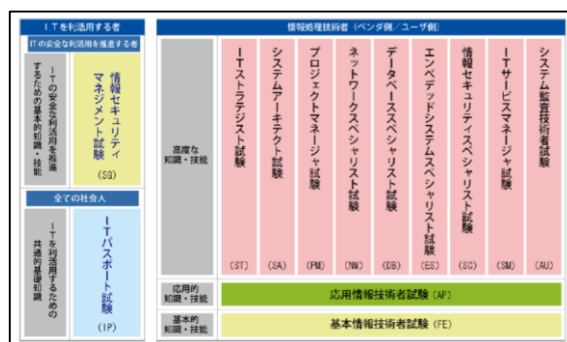 ITを利活用する者
ITの安全な利活用を推進する者
ITの安全な利活用を推進
するための基本的知識・技能
情報セキュリティ
マネジメント試験
(SG)
全ての社会人
ITを利活用するための
共通的基礎知識
ITパスポート試験
(IP)
情報処理技術者(ベンダ側/ユーザ側)
高度な
知識・技能
ITストラテジスト試験
(ST)
システムアーキテクト試験
(SA)
プロジェクトマネージャ試験
(PM)
ネットワークスペシャリスト試験
(NW)
データベーススペシャリスト試験
(DB)
エンベデッドシステムスペシャリスト試験
(ES)
情報セキュリティスペシャリスト試験
(SC)
ITサービスマネージャ試験
(SM)
システム監査技術者試験
(AU)
応用的
知識・技能
応用情報技術者試験(AP)
基本的
知識・技能
基本情報技術者試験(FE)